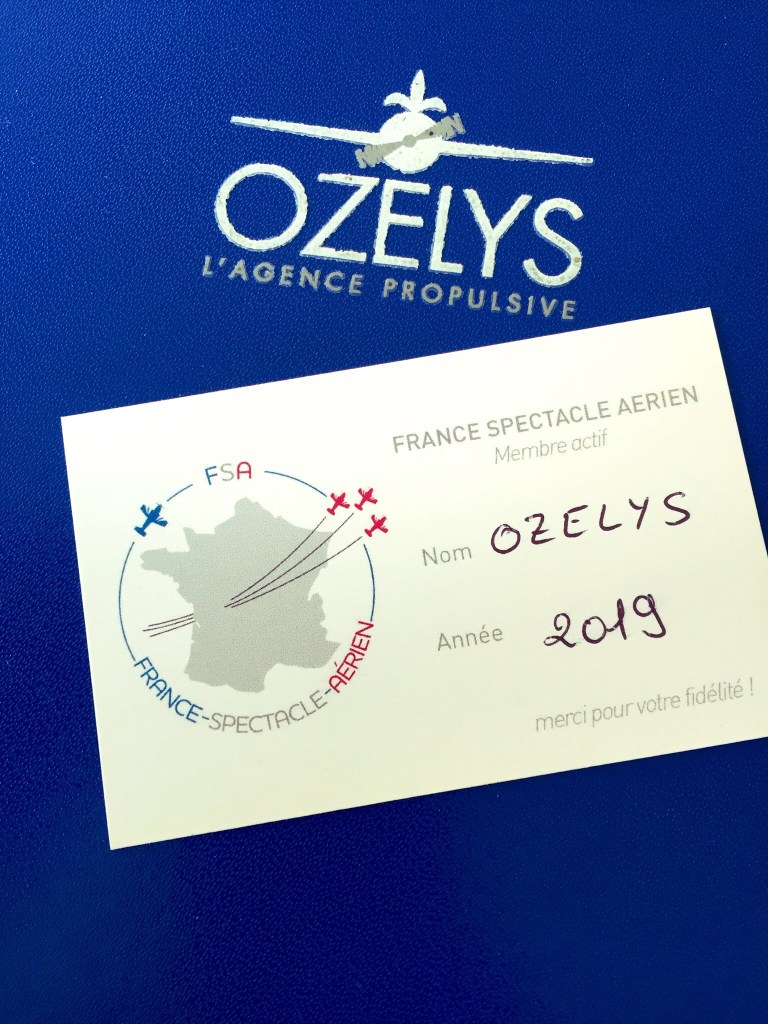 OZELYS
L'AGENCE PROPULSIVE
FRANCE SPECTACLE AERIEN
Membre actif
FSA
Nom OZELYS
Année 2019
FRANCE-SPECTACLE-AÉRIEN
merci pour votre fidélité !